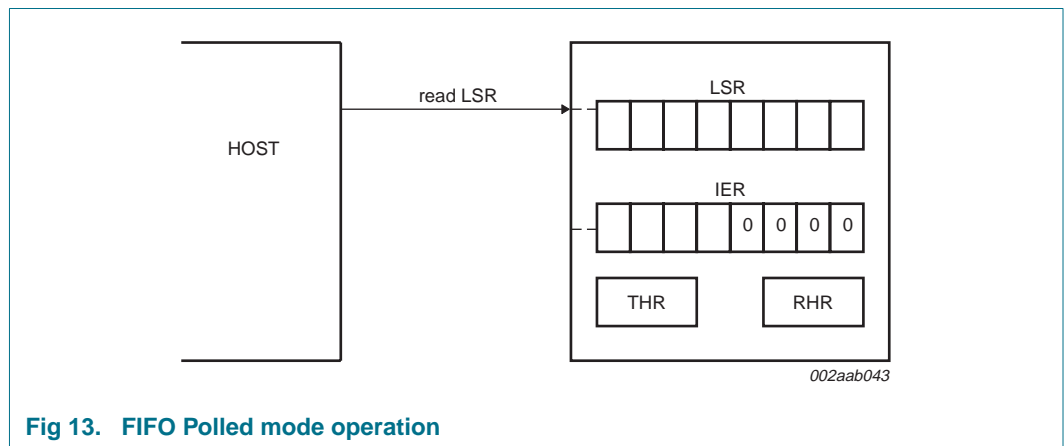 LSR
read LSR
HOST
IER
0 0 0 0
THR RHR
002aab043
Fig 13. FIFO Polled mode operation